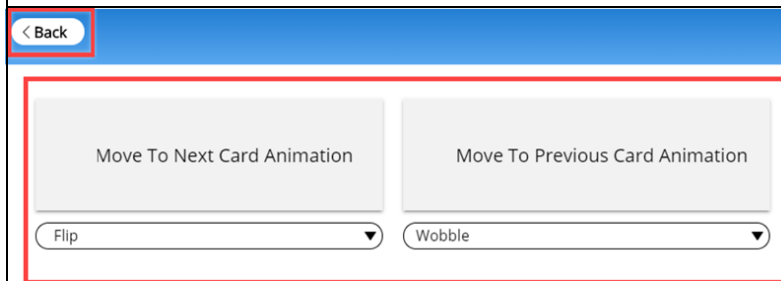 Back
Move To Next Card Animation
Move To Previous Card Animation
Flip
Wobble